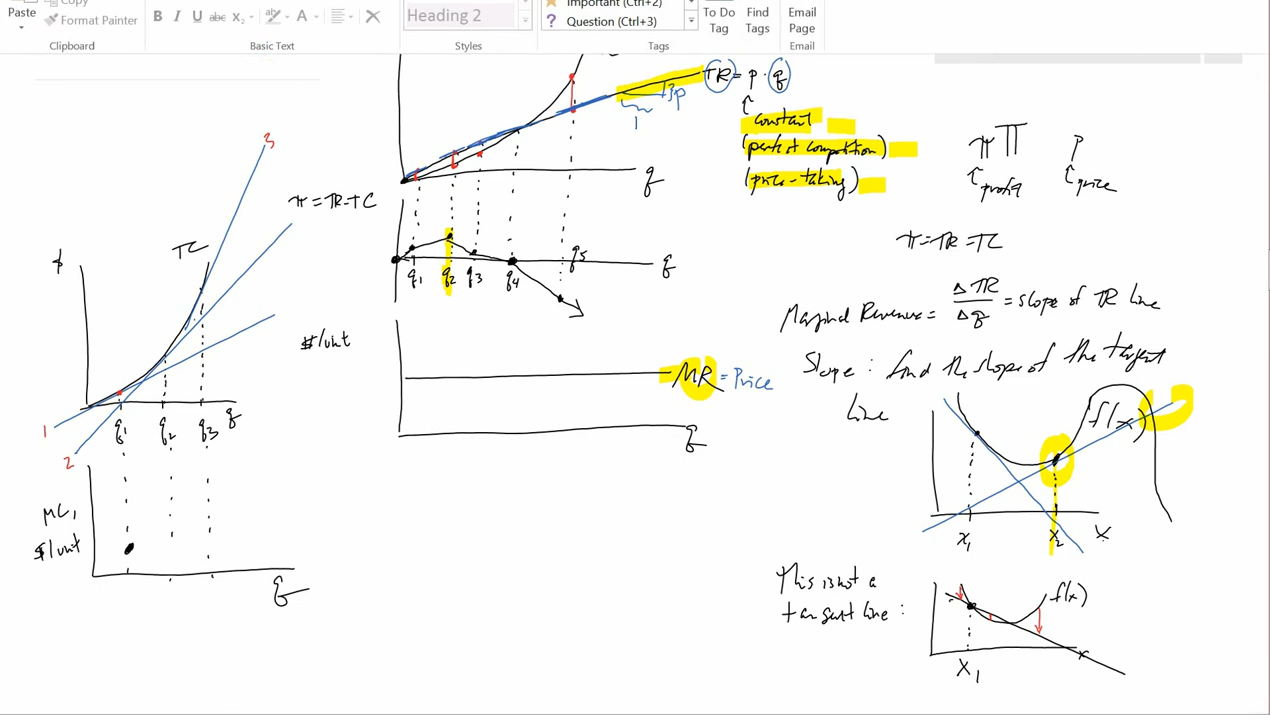 Paste
Copy
Format Painter
Clipboard
B I U abc x₂ A
Basic Text
Heading 2
Styles
Important (Ctrl+2)
? Question (Ctrl+3)
Tags
To Do
Tag
Find
Tags
Email
Page
Email
3
π = TR-TC
TC
$
q1 q2 q3 q
1
2
MC,
$/unit
q
TR = p · q
p
1
constant
(perfect competition)
(price-taking)
q
q1 q2 q3 q4 q5 q
$/unit
MR = Price
q
π Π p
profit price
π = TR-TC
Marginal Revenue = ΔTR/Δq = slope of TR line
Slope: find the slope of the tangent
line
f(x)
x1 x2 x
This is not a
tangent line:
f(x)
x
x1